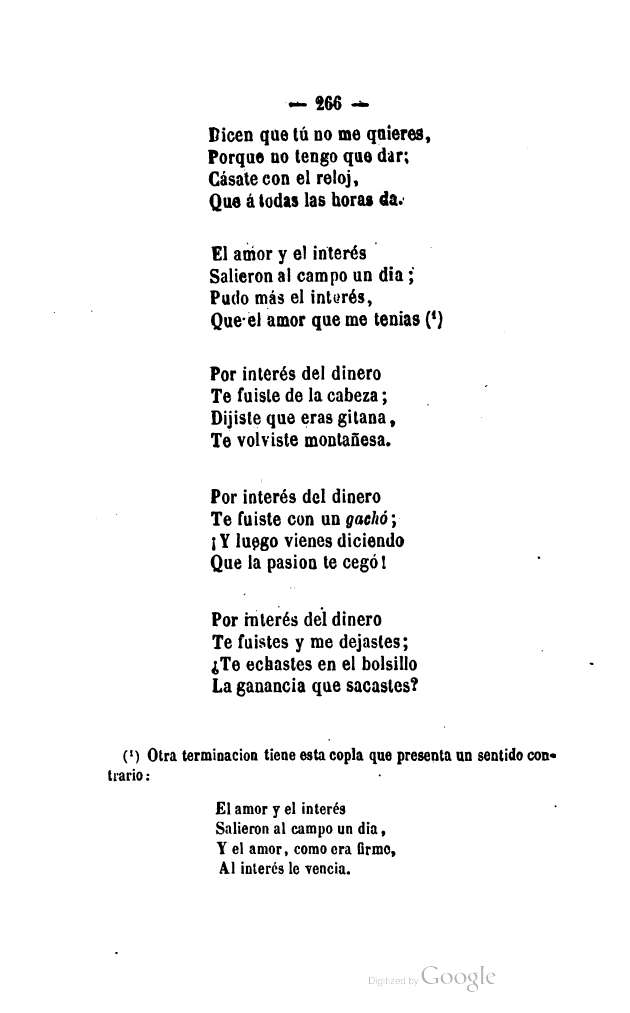 — 266 —
Dicen que tú no me quieres,
Porque no tengo que dar;
Cásate con el reloj,
Que á todas las horas da.
El amor y el interés
Salieron al campo un dia;
Pudo más el interés,
Que el amor que me tenias (¹)
Por interés del dinero
Te fuiste de la cabeza;
Dijiste que eras gitana,
Te volviste montañesa.
Por interés del dinero
Te fuiste con un gachó;
¡Y luego vienes diciendo
Que la pasion te cegó!
Por interés del dinero
Te fuistes y me dejastes;
¿Te echastes en el bolsillo
La ganancia que sacastes?
(¹) Otra terminacion tiene esta copla que presenta un sentido con-
trario:
El amor y el interés
Salieron al campo un dia,
Y el amor, como era firme,
Al interés le vencia.
Digitized by Google